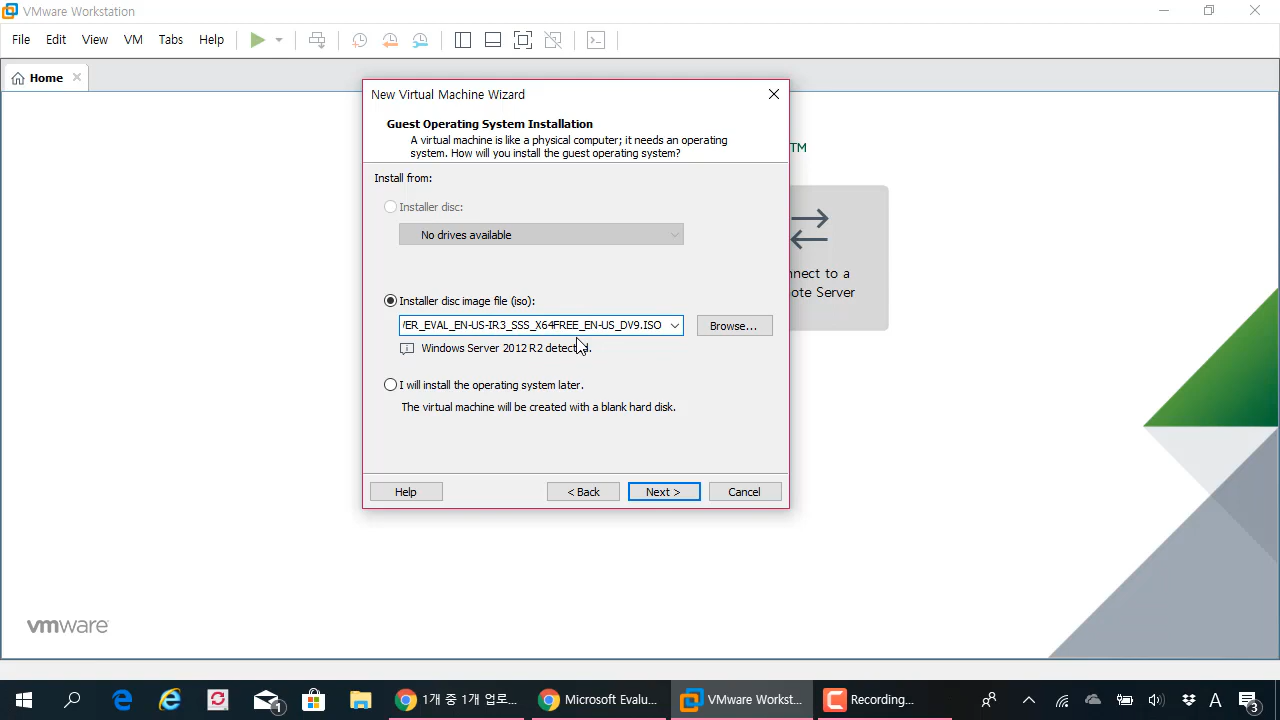 VMware Workstation
File Edit View VM Tabs Help
Home
New Virtual Machine Wizard
Guest Operating System Installation
A virtual machine is like a physical computer; it needs an operating
system. How will you install the guest operating system?
TM
Install from:
Installer disc:
No drives available
nnect to a
ote Server
Installer disc image file (iso):
/ER_EVAL_EN-US-IR3_SSS_X64FREE_EN-US_DV9.ISO
Browse...
Windows Server 2012 R2 detected.
I will install the operating system later.
The virtual machine will be created with a blank hard disk.
Help
< Back
Next >
Cancel
vmware
1
1개 중 1개 업로...
Microsoft Evalu...
VMware Workst...
Recording...
A
3